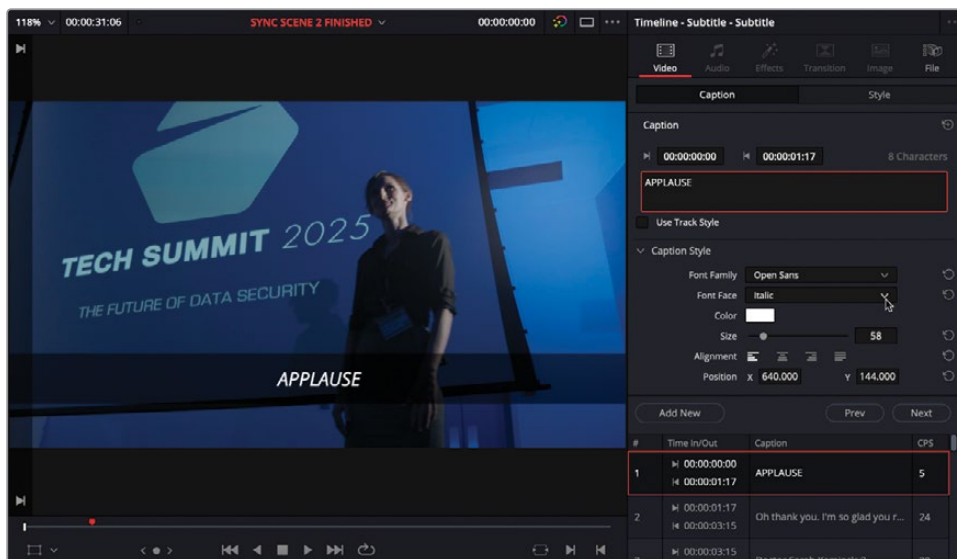 118% 00:00:31:06 SYNC SCENE 2 FINISHED 00:00:00:00
Timeline - Subtitle - Subtitle
Video Audio Effects Transition Image File
Caption Style
Caption
00:00:00:00 00:00:01:17 8 Characters
APPLAUSE
Use Track Style
Caption Style
Font Family Open Sans
Font Face Italic
Color
Size 58
Alignment
Position X 640.000 Y 144.000
Add New Prev Next
# Time In/Out Caption CPS
1 00:00:00:00 APPLAUSE 5
00:00:01:17
2 00:00:01:17 Oh thank you. I'm so glad you r... 24
00:00:03:15
00:00:03:15
TECH SUMMIT 2025
THE FUTURE OF DATA SECURITY
APPLAUSE